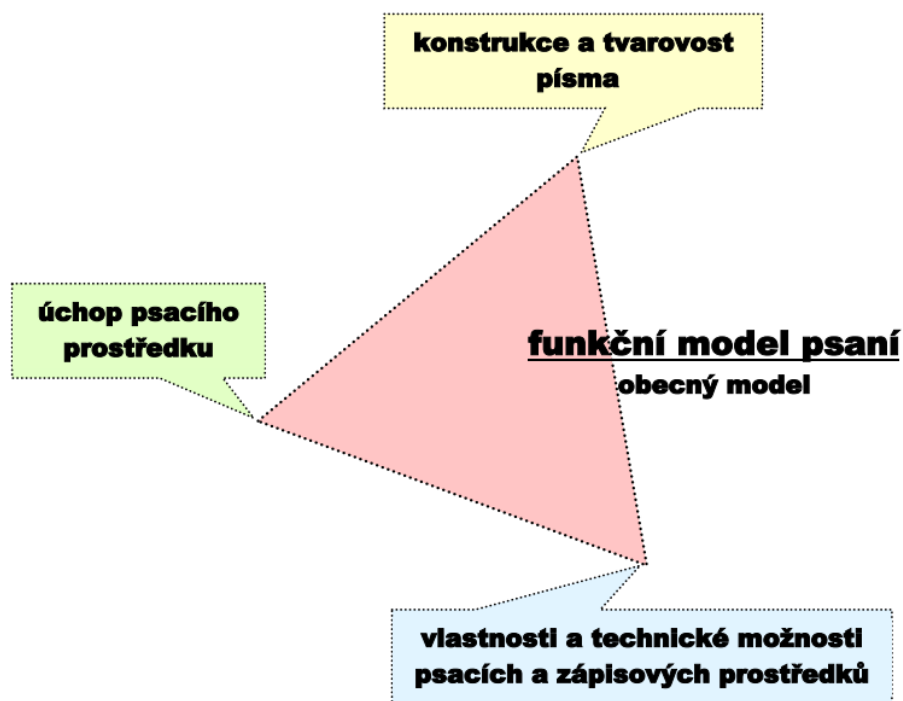 konstrukce a tvarovost
písma
úchop psacího
prostředku
funkční model psaní
obecný model
vlastnosti a technické možnosti
psacích a zápisových prostředků